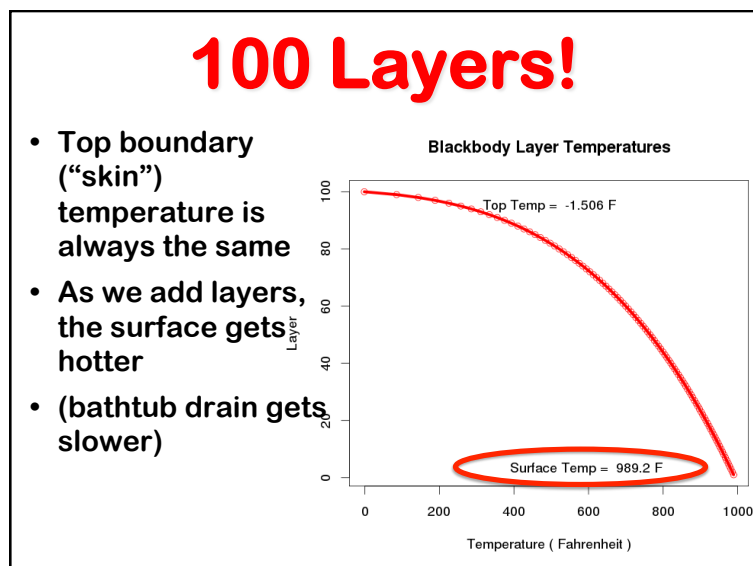 100 Layers!
• Top boundary
(“skin”)
temperature is
always the same
• As we add layers,
the surface gets
hotter
• (bathtub drain gets
slower)
Blackbody Layer Temperatures
Top Temp = -1.506 F
Surface Temp = 989.2 F
Layer
100
80
60
40
20
0
0 200 400 600 800 1000
Temperature ( Fahrenheit )